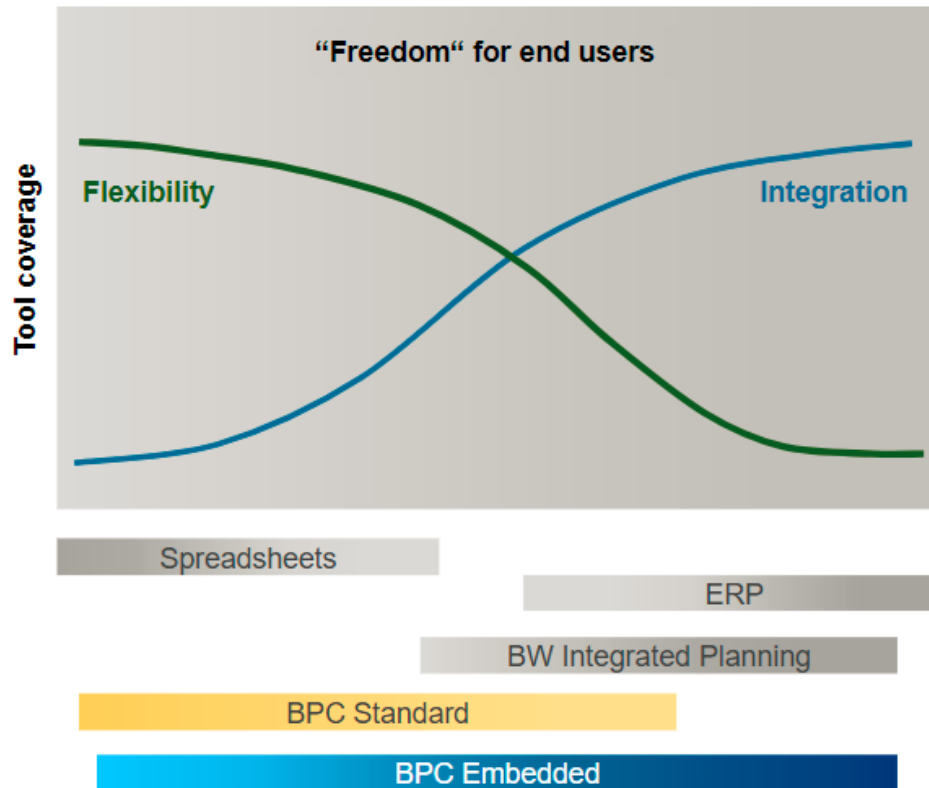 “Freedom“ for end users
Tool coverage
Flexibility
Integration
Spreadsheets
ERP
BW Integrated Planning
BPC Standard
BPC Embedded